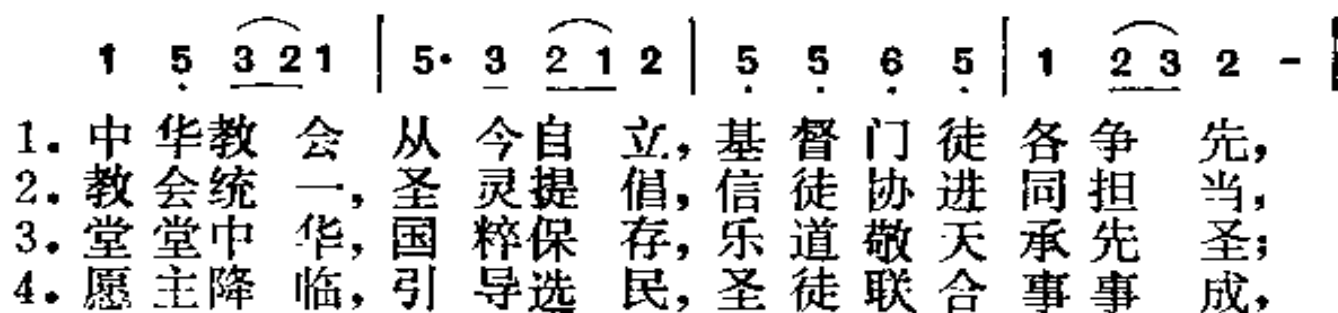 1 5 3 2 1 | 5· 3 2 1 2 | 5 5 6 5 | 1 2 3 2 -
1. 中华教会从今自立,基督门徒各争先,
2. 教会统一,圣灵提倡,信徒协进同担当,
3. 堂堂中华,国粹保存,乐道敬天承先圣;
4. 愿主降临,引导选民,圣徒联合事事成,